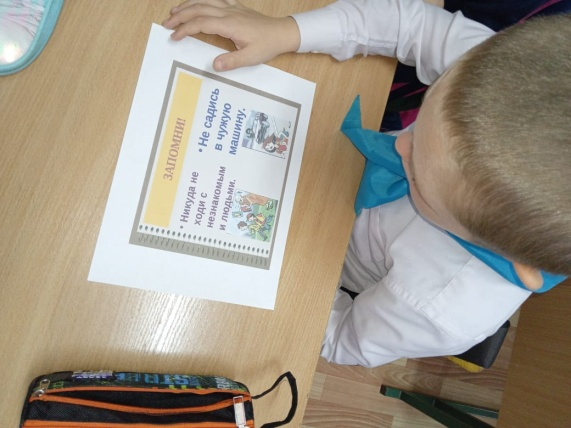 ЗАПОМНИ!
• Никуда не
ходи с
незнакомым
и людьми.
• Не садись
в чужую
машину.